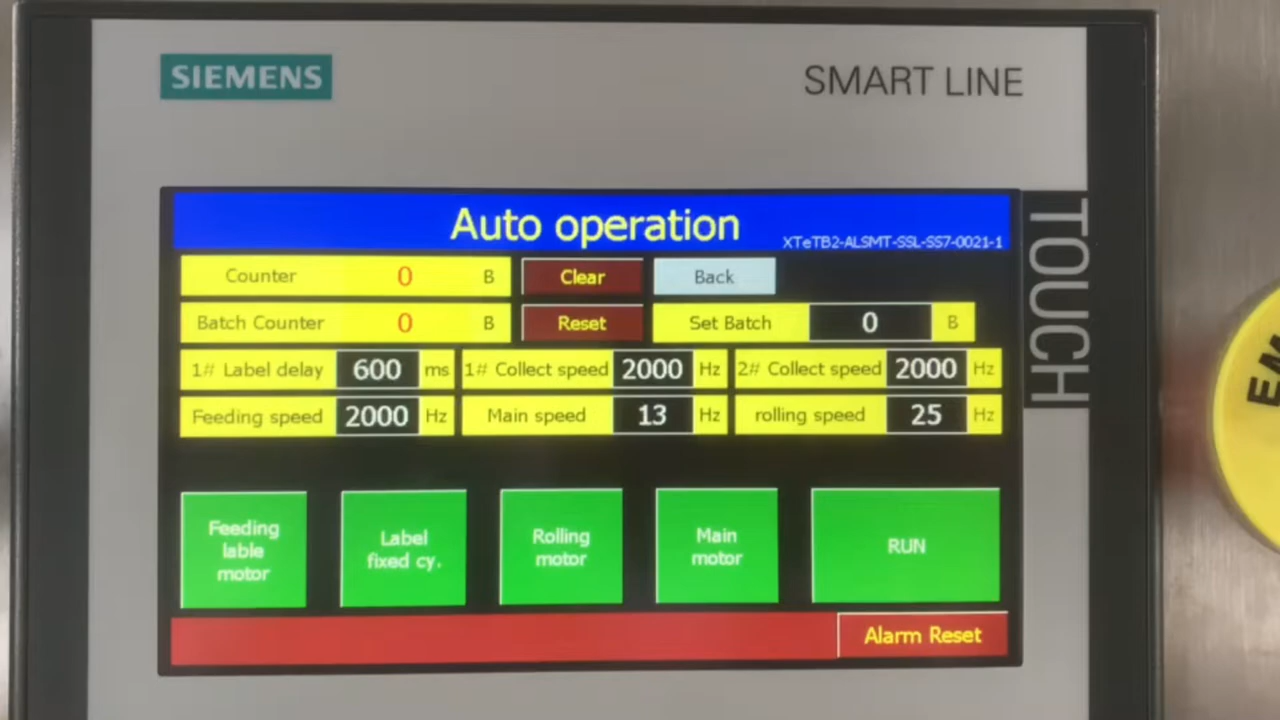 SIEMENS
SMART LINE
TOUCH
Auto operation
XTeTB2-ALSMT-SSL-SS7-0021-1
Counter 0 B Clear Back
Batch Counter 0 B Reset Set Batch 0 B
1# Label delay 600 ms 1# Collect speed 2000 Hz 2# Collect speed 2000 Hz
Feeding speed 2000 Hz Main speed 13 Hz rolling speed 25 Hz
Feeding
lable
motor
Label
fixed cy.
Rolling
motor
Main
motor
RUN
Alarm Reset